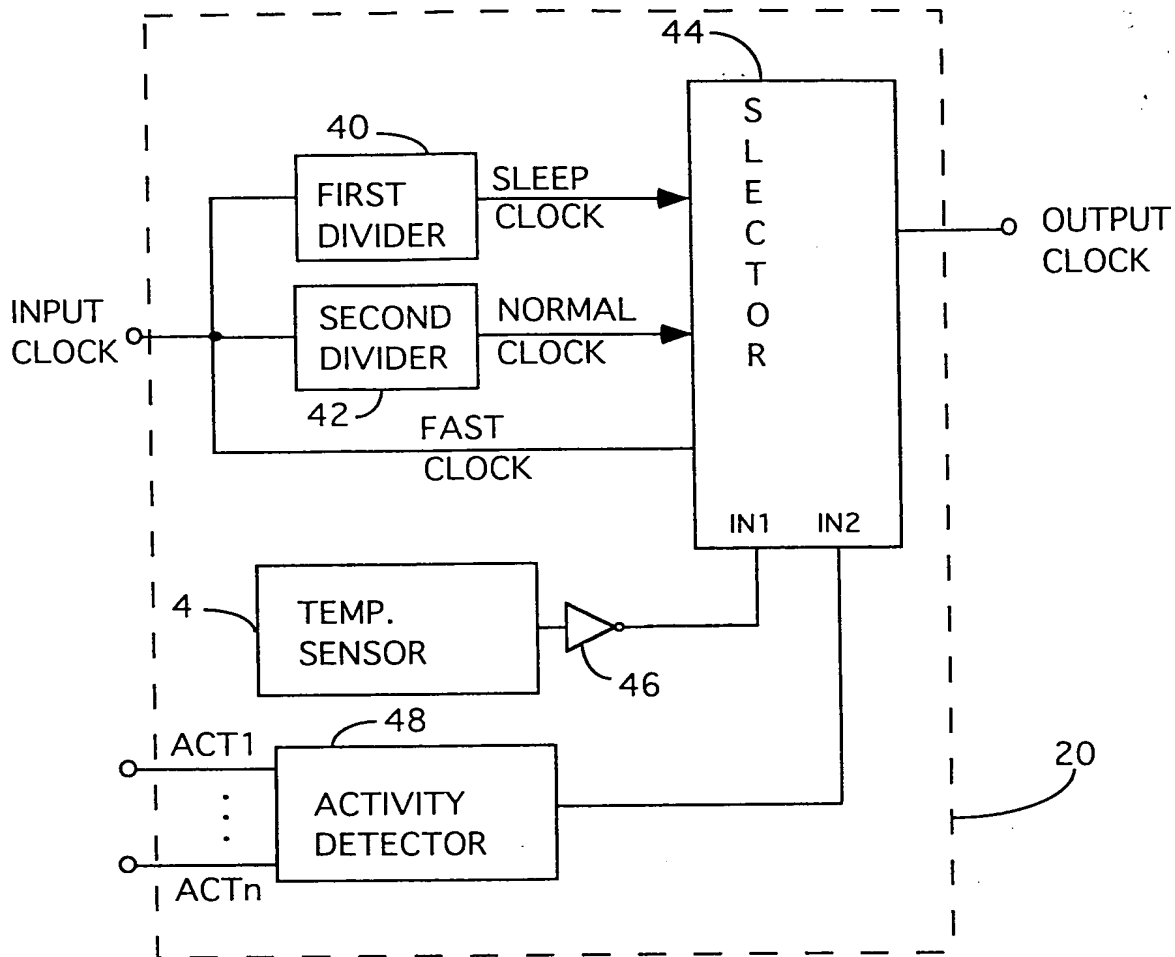 44
SLECTOR
40
FIRST
DIVIDER
SLEEP
CLOCK
OUTPUT
CLOCK
INPUT
CLOCK
SECOND
DIVIDER
NORMAL
CLOCK
42
FAST
CLOCK
IN1 IN2
4
TEMP.
SENSOR
46
48
ACT1
ACTIVITY
DETECTOR
ACTn
20